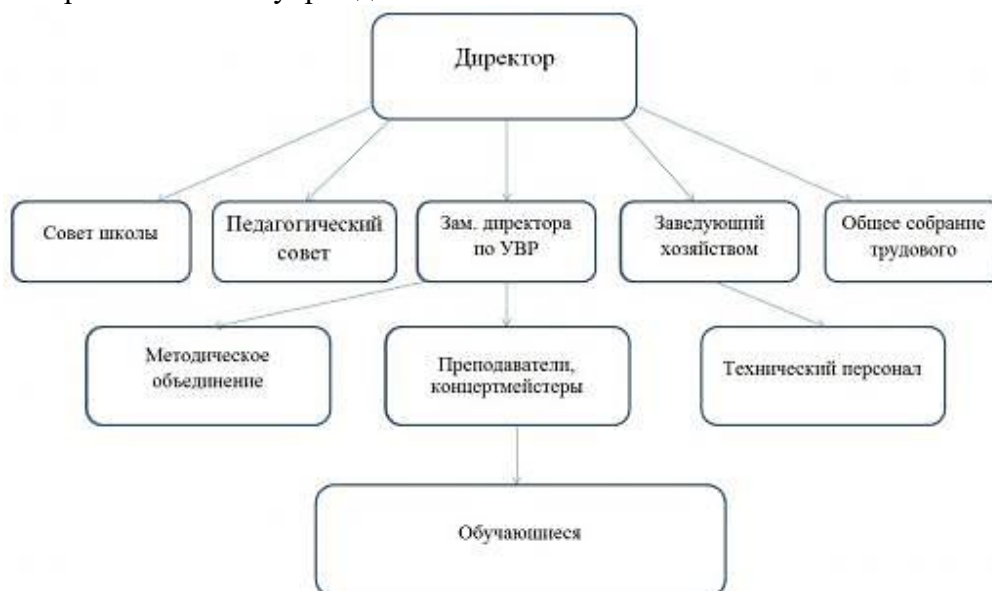 Директор
Совет школы
Педагогический
совет
Зам. директора
по УВР
Заведующий
хозяйством
Общее собрание
трудового
Методическое
объединение
Преподаватели,
концертмейстеры
Технический персонал
Обучающиеся